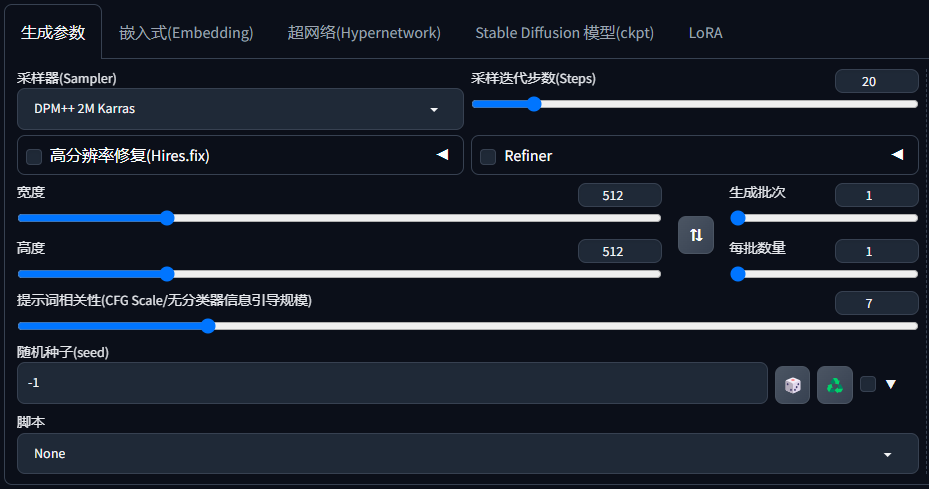 生成参数 嵌入式(Embedding) 超网络(Hypernetwork) Stable Diffusion 模型(ckpt) LoRA
采样器(Sampler) 采样迭代步数(Steps) 20
DPM++ 2M Karras
高分辨率修复(Hires.fix) Refiner
宽度 512 生成批次 1
高度 512 每批数量 1
提示词相关性(CFG Scale/无分类器信息引导规模) 7
随机种子(seed)
-1
脚本
None